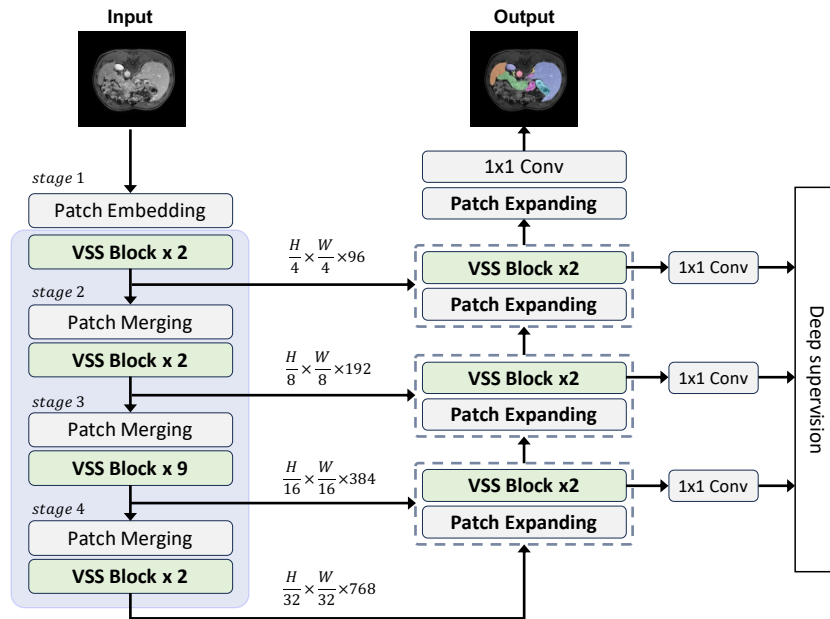 Input
Output
stage 1
Patch Embedding
VSS Block x 2
stage 2
Patch Merging
VSS Block x 2
stage 3
Patch Merging
VSS Block x 9
stage 4
Patch Merging
VSS Block x 2
H/4 × W/4 ×96
H/8 × W/8 ×192
H/16 × W/16 ×384
H/32 × W/32 ×768
1x1 Conv
Patch Expanding
VSS Block x2
Patch Expanding
VSS Block x2
Patch Expanding
VSS Block x2
Patch Expanding
1x1 Conv
1x1 Conv
1x1 Conv
Deep supervision